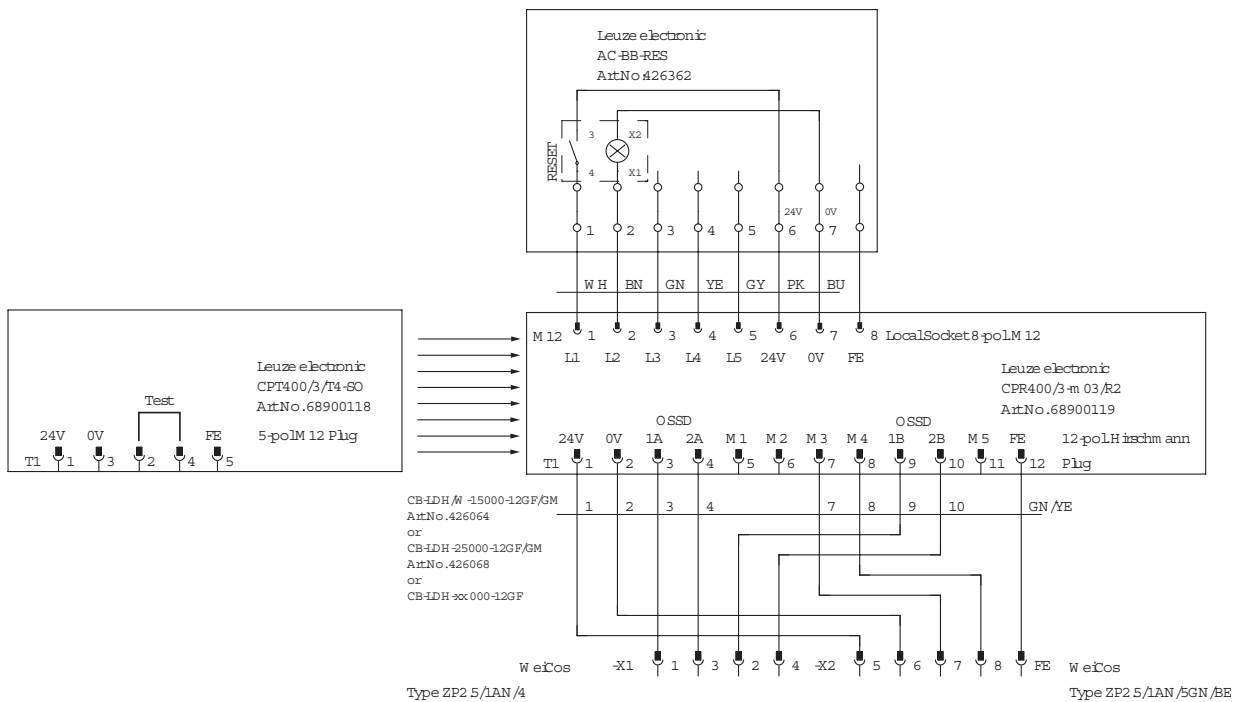 Leuze electronic
AC-BB-RES
Art.No.:426362
3 X2
RESET
4 X1
24V 0V
1 2 3 4 5 6 7
WH BN GN YE GY PK BU
M12 1 2 3 4 5 6 7 8 Local Socket 8-pol. M12
L1 L2 L3 L4 L5 24V 0V FE
Leuze electronic
CPT400/3/T4-SO
Art.No.68900118
Test
24V 0V FE 5-pol. M12 Plug
T1 1 3 2 4 5
Leuze electronic
CPR400/3-m 03/R2
Art.No.68900119
OSSD OSSD
24V 0V 1A 2A M1 M2 M3 M4 1B 2B M5 FE 12-pol. Hirschmann
T1 1 2 3 4 5 6 7 8 9 10 11 12 Plug
CB-LDH/W-15000-12GF/GM
Art.No.426064
or
CB-LDH-25000-12GF/GM
Art.No.426068
or
CB-LDH-xx000-12GF
1 2 3 4 7 8 9 10 GN/YE
WeiCos -X1 1 3 2 4 -X2 5 6 7 8 FE WeiCos
Type ZP2.5/1AN/4 Type ZP2.5/1AN/5GN/BE